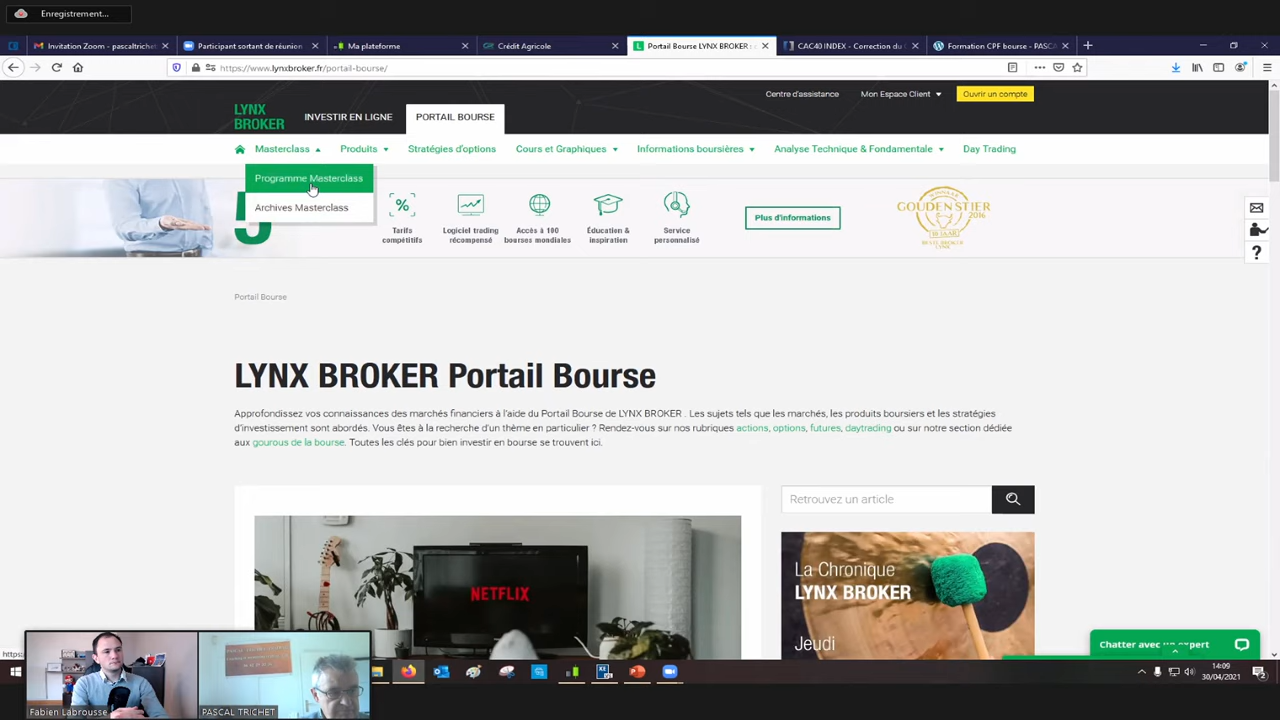 Enregistrement...
Invitation Zoom - pascaltrichet
Participant sortant de réunion
Ma plateforme
Crédit Agricole
Portail Bourse LYNX BROKER :
CAC40 INDEX - Correction du
Formation CPF bourse - PASCA
https://www.lynxbroker.fr/portail-bourse/
Centre d'assistance
Mon Espace Client
Ouvrir un compte
LYNX BROKER
INVESTIR EN LIGNE
PORTAIL BOURSE
Masterclass
Produits
Stratégies d'options
Cours et Graphiques
Informations boursières
Analyse Technique & Fondamentale
Day Trading
Programme Masterclass
Archives Masterclass
%
Tarifs compétitifs
Logiciel trading récompensé
Accès à 100 bourses mondiales
Éducation & inspiration
Service personnalisé
Plus d'informations
GOUDEN STIER
2016
?
Portail Bourse
LYNX BROKER Portail Bourse
Approfondissez vos connaissances des marchés financiers à l'aide du Portail Bourse de LYNX BROKER . Les sujets tels que les marchés, les produits boursiers et les stratégies
d'investissement sont abordés. Vous êtes à la recherche d'un thème en particulier ? Rendez-vous sur nos rubriques actions, options, futures, daytrading ou sur notre section dédiée
aux gourous de la bourse. Toutes les clés pour bien investir en bourse se trouvent ici.
Retrouvez un article
NETFLIX
La Chronique
LYNX BROKER
Jeudi
Chatter avec un expert
https:
Fabien Labrousse
PASCAL TRICHET
14:09
30/04/2021